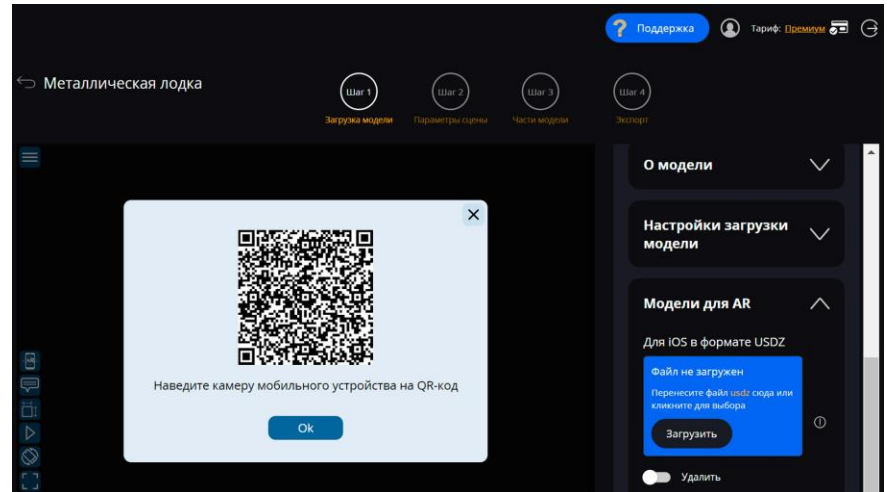 ? Поддержка
Тариф: Премиум
Металлическая лодка
Шаг 1
Шаг 2
Шаг 3
Шаг 4
Загрузка модели
Параметры сцены
Части модели
Экспорт
О модели
Настройки загрузки
модели
Модели для AR
Для iOS в формате USDZ
Файл не загружен
Перенесите файл usdz сюда или
кликните для выбора
Загрузить
Удалить
Наведите камеру мобильного устройства на QR-код
Ok